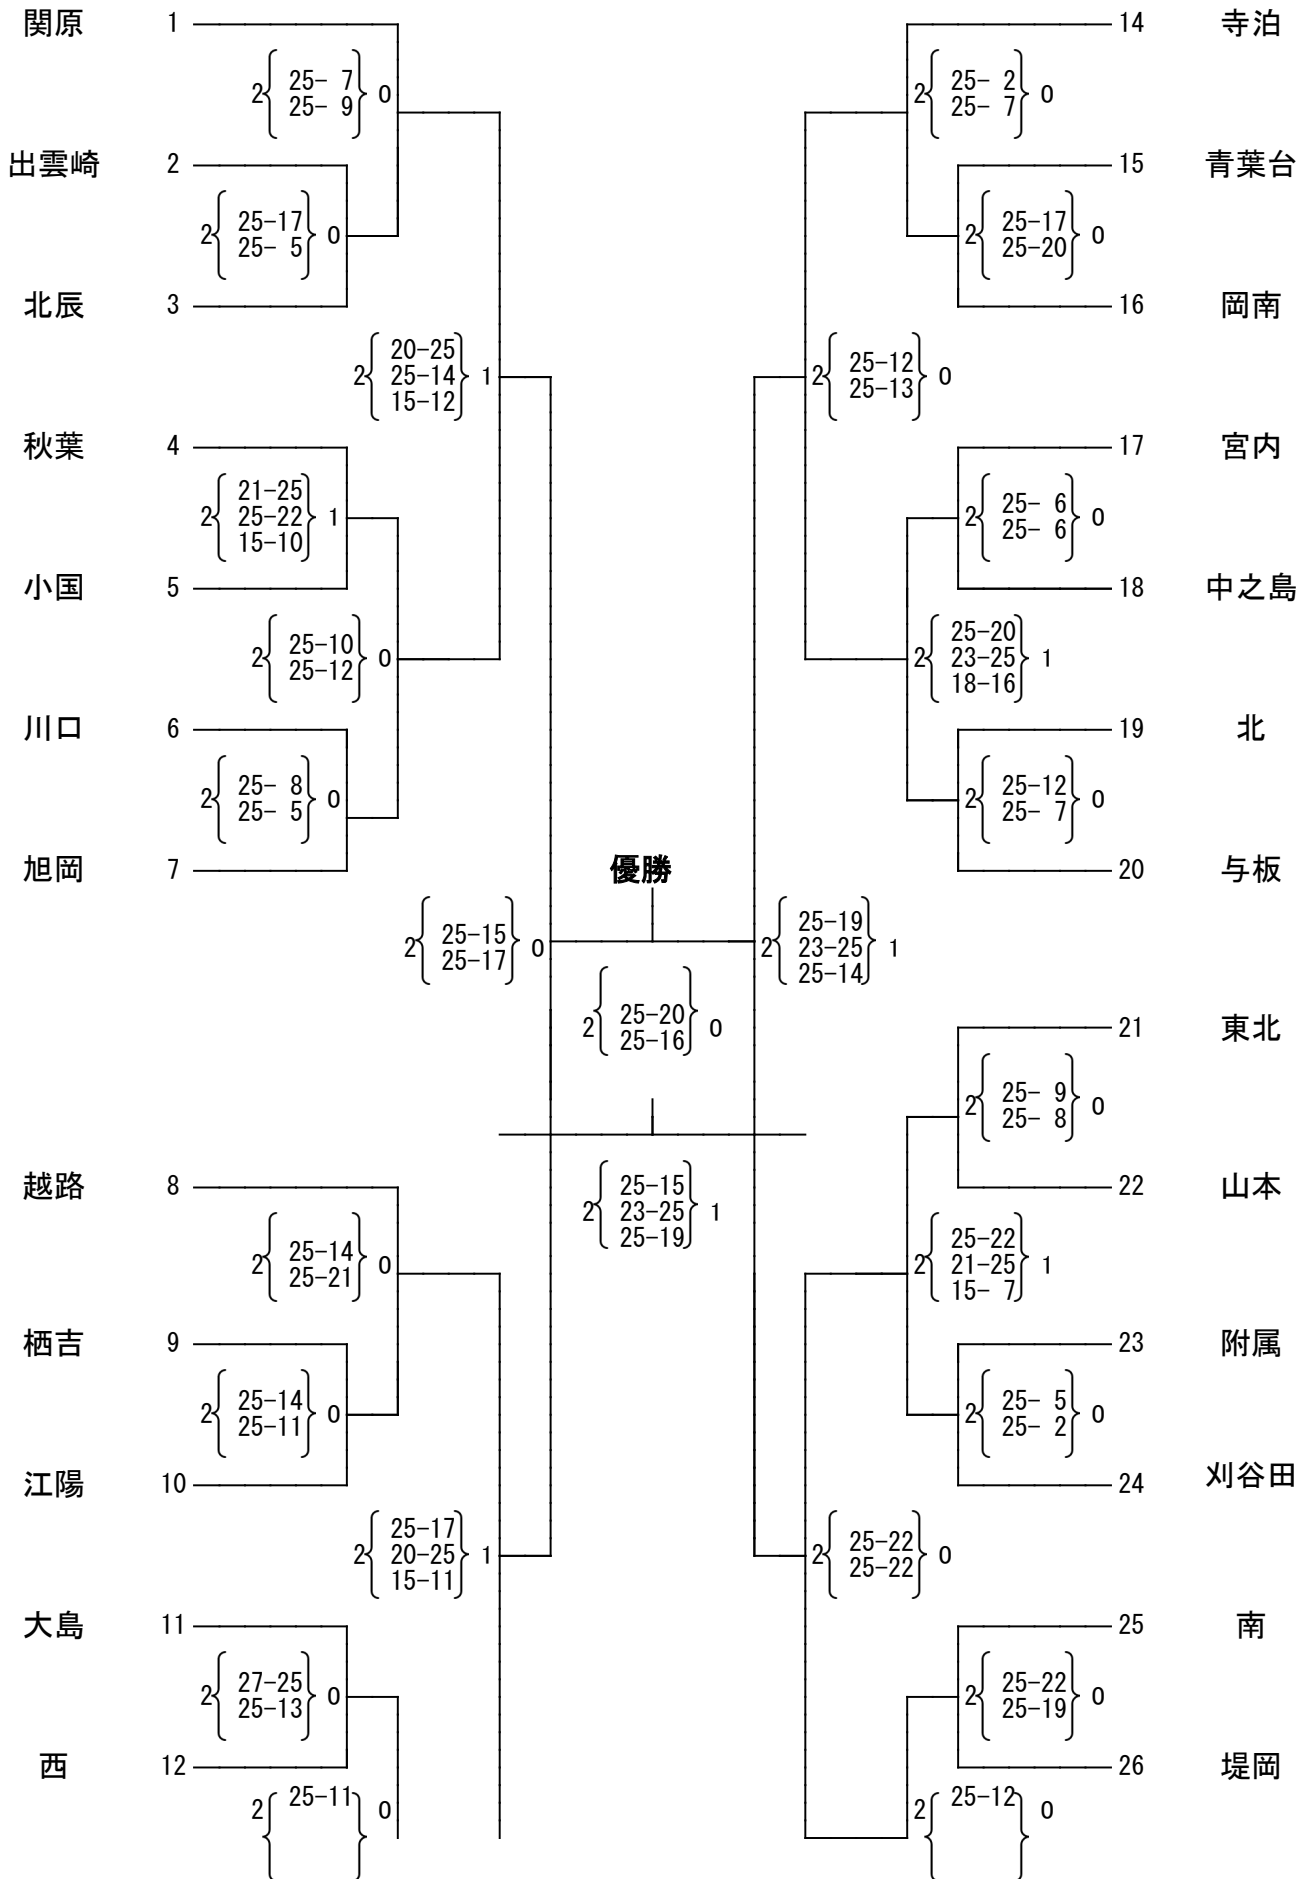 関原 1
2 25- 7 0
25- 9
出雲崎 2
2 25-17 0
25- 5
北辰 3
2 20-25 1
25-14
15-12
秋葉 4
2 21-25 1
25-22
15-10
小国 5
2 25-10 0
25-12
川口 6
2 25- 8 0
25- 5
旭岡 7
2 25-15 0
25-17
越路 8
2 25-14 0
25-21
栖吉 9
2 25-14 0
25-11
江陽 10
2 25-17 1
20-25
15-11
大島 11
2 27-25 0
25-13
西 12
2 25-11 0
優勝
2 25-20 0
25-16
2 25-15 1
23-25
25-19
14 寺泊
2 25- 2 0
25- 7
15 青葉台
2 25-17 0
25-20
16 岡南
2 25-12 0
25-13
17 宮内
2 25- 6 0
25- 6
18 中之島
2 25-20 1
23-25
18-16
19 北
2 25-12 0
25- 7
20 与板
2 25-19 1
23-25
25-14
21 東北
2 25- 9 0
25- 8
22 山本
2 25-22 1
21-25
15- 7
23 附属
2 25- 5 0
25- 2
24 刈谷田
2 25-22 0
25-22
25 南
2 25-22 0
25-19
26 堤岡
2 25-12 0